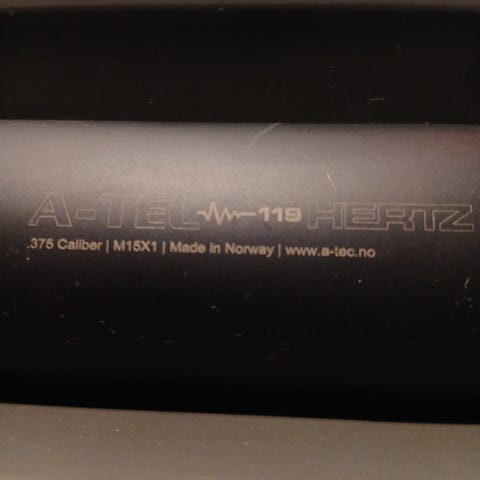 A-TEC 119 HERTZ
.375 Caliber | M15X1 | Made in Norway | www.a-tec.no